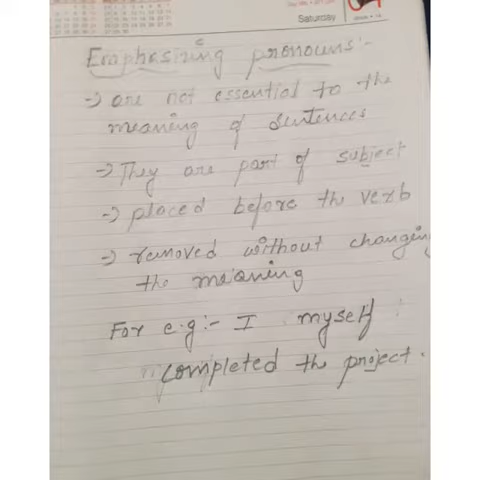 Saturday
Emphasizing pronouns:-
-> are not essential to the
meaning of sentences
-> They are part of subject
-> placed before the verb
-> removed without changing
the meaning
For e.g:- I myself
completed the project.